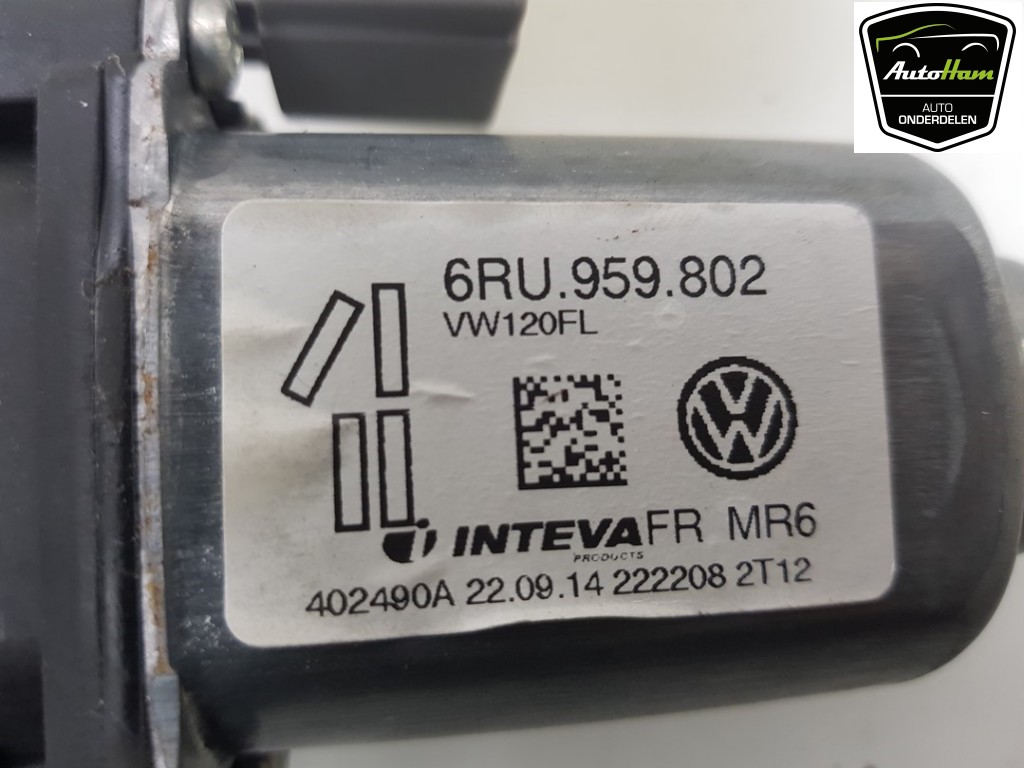 AutoHam
AUTO
ONDERDELEN
6RU.959.802
VW120FL
INTEVA FR MR6
PRODUCTS
402490A 22.09.14 222208 2T12